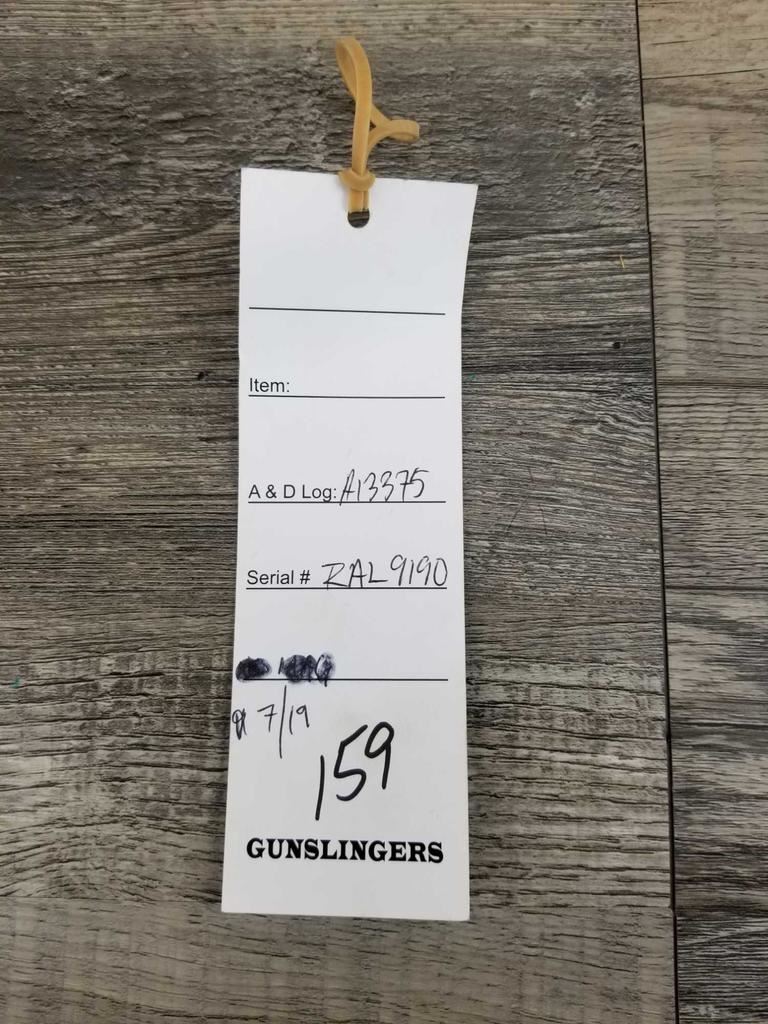 Item:
A & D Log: A13375
Serial # RAL9190
7/19
159
GUNSLINGERS